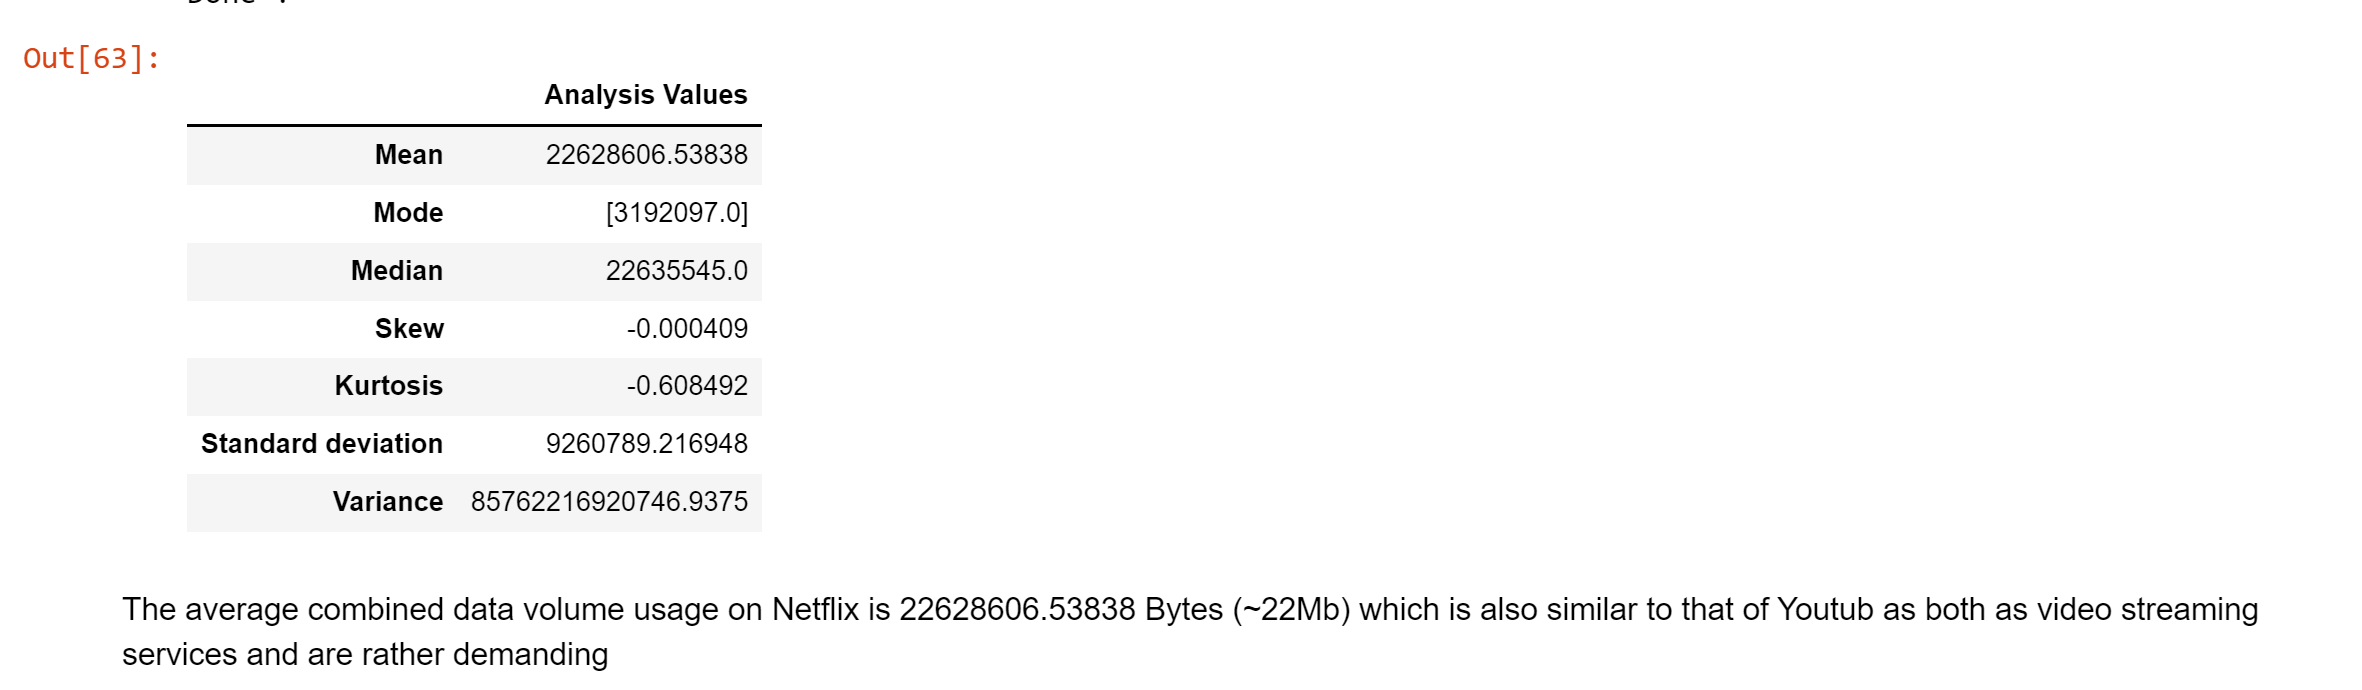 Out[63]:
Analysis Values
Mean 22628606.53838
Mode [3192097.0]
Median 22635545.0
Skew -0.000409
Kurtosis -0.608492
Standard deviation 9260789.216948
Variance 85762216920746.9375
The average combined data volume usage on Netflix is 22628606.53838 Bytes (~22Mb) which is also similar to that of Youtub as both as video streaming
services and are rather demanding